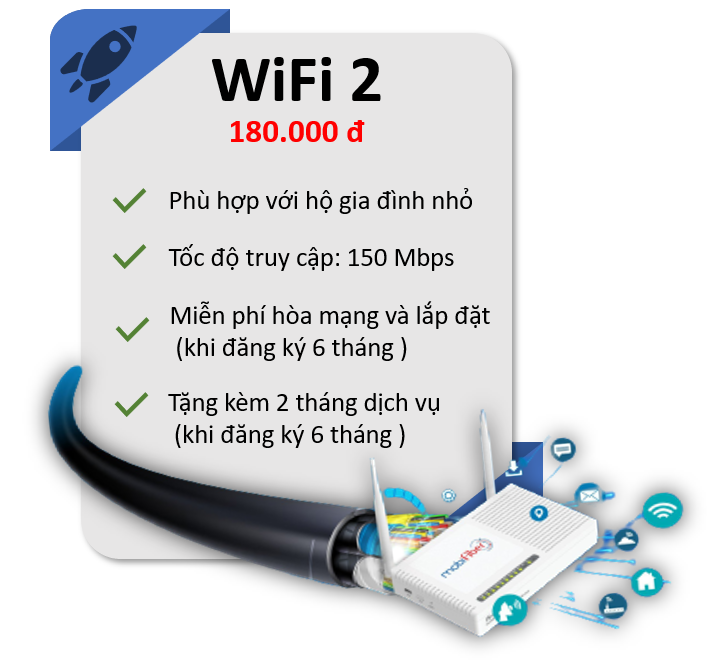 WiFi 2
180.000 đ
Phù hợp với hộ gia đình nhỏ
Tốc độ truy cập: 150 Mbps
Miễn phí hòa mạng và lắp đặt
(khi đăng ký 6 tháng )
Tặng kèm 2 tháng dịch vụ
(khi đăng ký 6 tháng )
mobiFiber